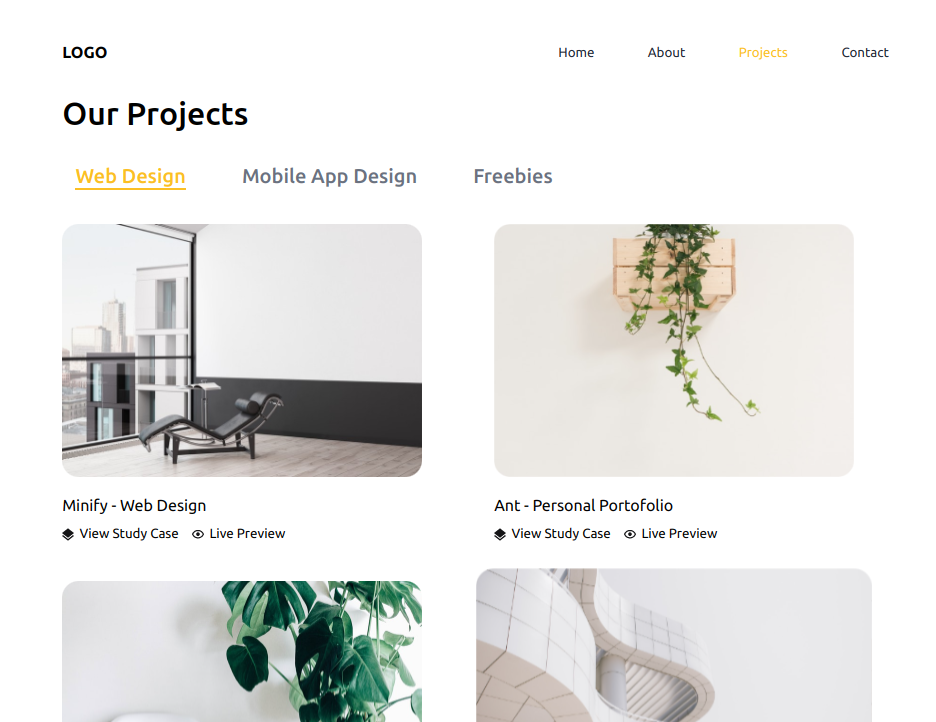 LOGO
Home About Projects Contact
Our Projects
Web Design Mobile App Design Freebies
Minify - Web Design
View Study Case Live Preview
Ant - Personal Portofolio
View Study Case Live Preview